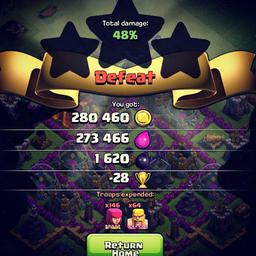 Total damage:
48%
Defeat
You got:
280 460
273 466
1 620
-28
Troops expended:
x146 x64
Return
Home